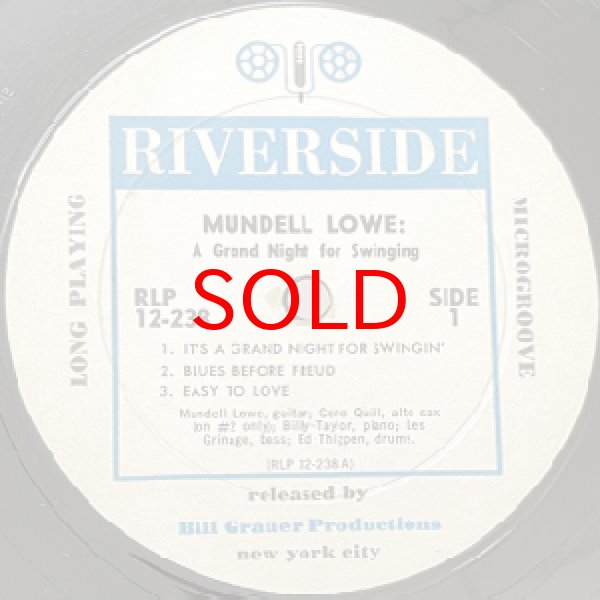 RIVERSIDE
LONG PLAYING
MICROGROOVE
MUNDELL LOWE:
A Grand Night for Swinging
RLP SIDE
12-238 1
SOLD
1. IT'S A GRAND NIGHT FOR SWINGIN'
2. BLUES BEFORE FREUD
3. EASY TO LOVE
Mundell Lowe, guitar; Gene Quill, alto sax
(on #2 only); Billy Taylor, piano; Les
Grinage, bass; Ed Thigpen, drums.
(RLP 12-238 A)
released by
Bill Grauer Productions
new york city